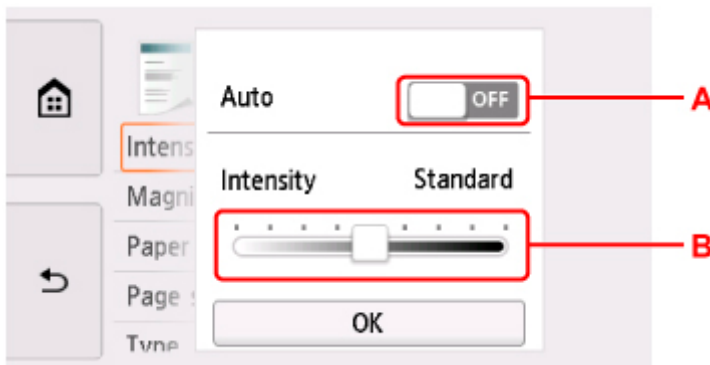 Auto OFF A
Intens
Intensity Standard
Magni
Paper B
Page s
OK
Type